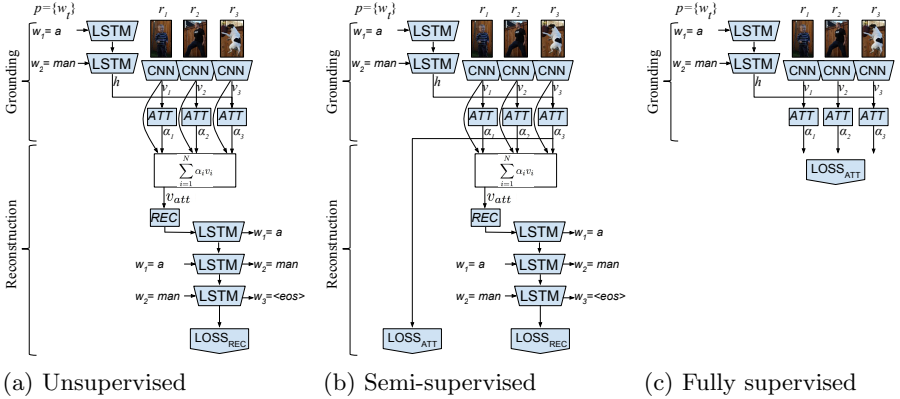 p={w_t} r_1 r_2 r_3
w_1= a LSTM
w_2= man LSTM CNN CNN CNN
h v_1 v_2 v_3
Grounding
ATT ATT ATT
α_1 α_2 α_3
∑_{i=1}^{N} α_i v_i
v_att
REC
Reconstruction
LSTM w_1= a
w_1= a LSTM w_2= man
w_2= man LSTM w_3=<eos>
LOSS_REC
(a) Unsupervised
p={w_t} r_1 r_2 r_3
w_1= a LSTM
w_2= man LSTM CNN CNN CNN
h v_1 v_2 v_3
Grounding
ATT ATT ATT
α_1 α_2 α_3
∑_{i=1}^{N} α_i v_i
v_att
REC
Reconstruction
LSTM w_1= a
w_1= a LSTM w_2= man
w_2= man LSTM w_3=<eos>
LOSS_ATT LOSS_REC
(b) Semi-supervised
p={w_t} r_1 r_2 r_3
w_1= a LSTM
w_2= man LSTM CNN CNN CNN
h v_1 v_2 v_3
Grounding
ATT ATT ATT
α_1 α_2 α_3
LOSS_ATT
(c) Fully supervised